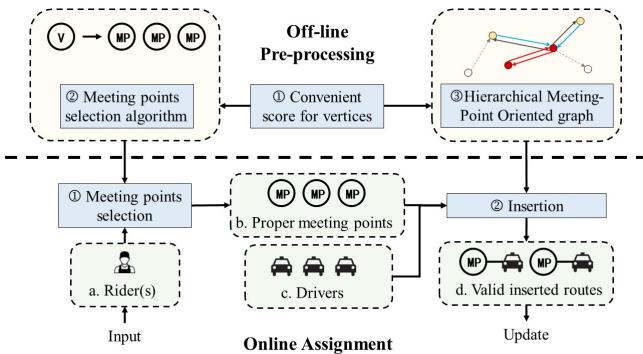 Off-line
Pre-processing
V MP MP MP
② Meeting points
selection algorithm
① Convenient
score for vertices
③Hierarchical Meeting-
Point Oriented graph
① Meeting points
selection
MP MP MP
b. Proper meeting points
② Insertion
a. Rider(s)
c. Drivers
MP MP
d. Valid inserted routes
Input
Online Assignment
Update